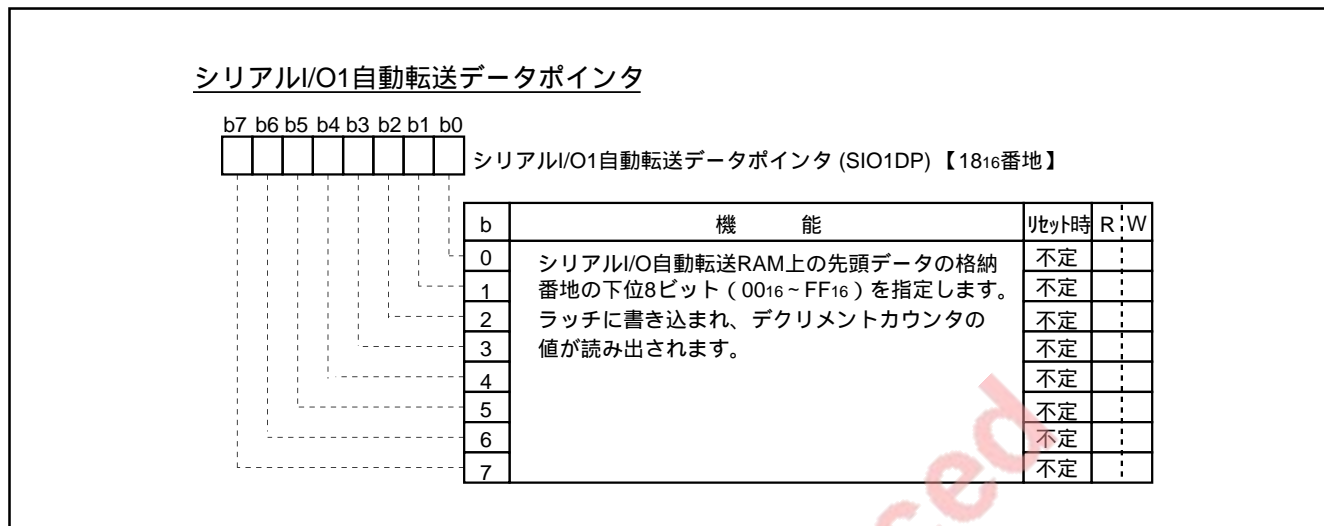 シリアルI/O1自動転送データポインタ
b7 b6 b5 b4 b3 b2 b1 b0
シリアルI/O1自動転送データポインタ (SIO1DP) 【1816番地】
b 機 能 リセット時 R W
0 シリアルI/O自動転送RAM上の先頭データの格納 不定
1 番地の下位8ビット（0016～FF16）を指定します。 不定
2 ラッチに書き込まれ、デクリメントカウンタの 不定
3 値が読み出されます。 不定
4 不定
5 不定
6 不定
7 不定
ced